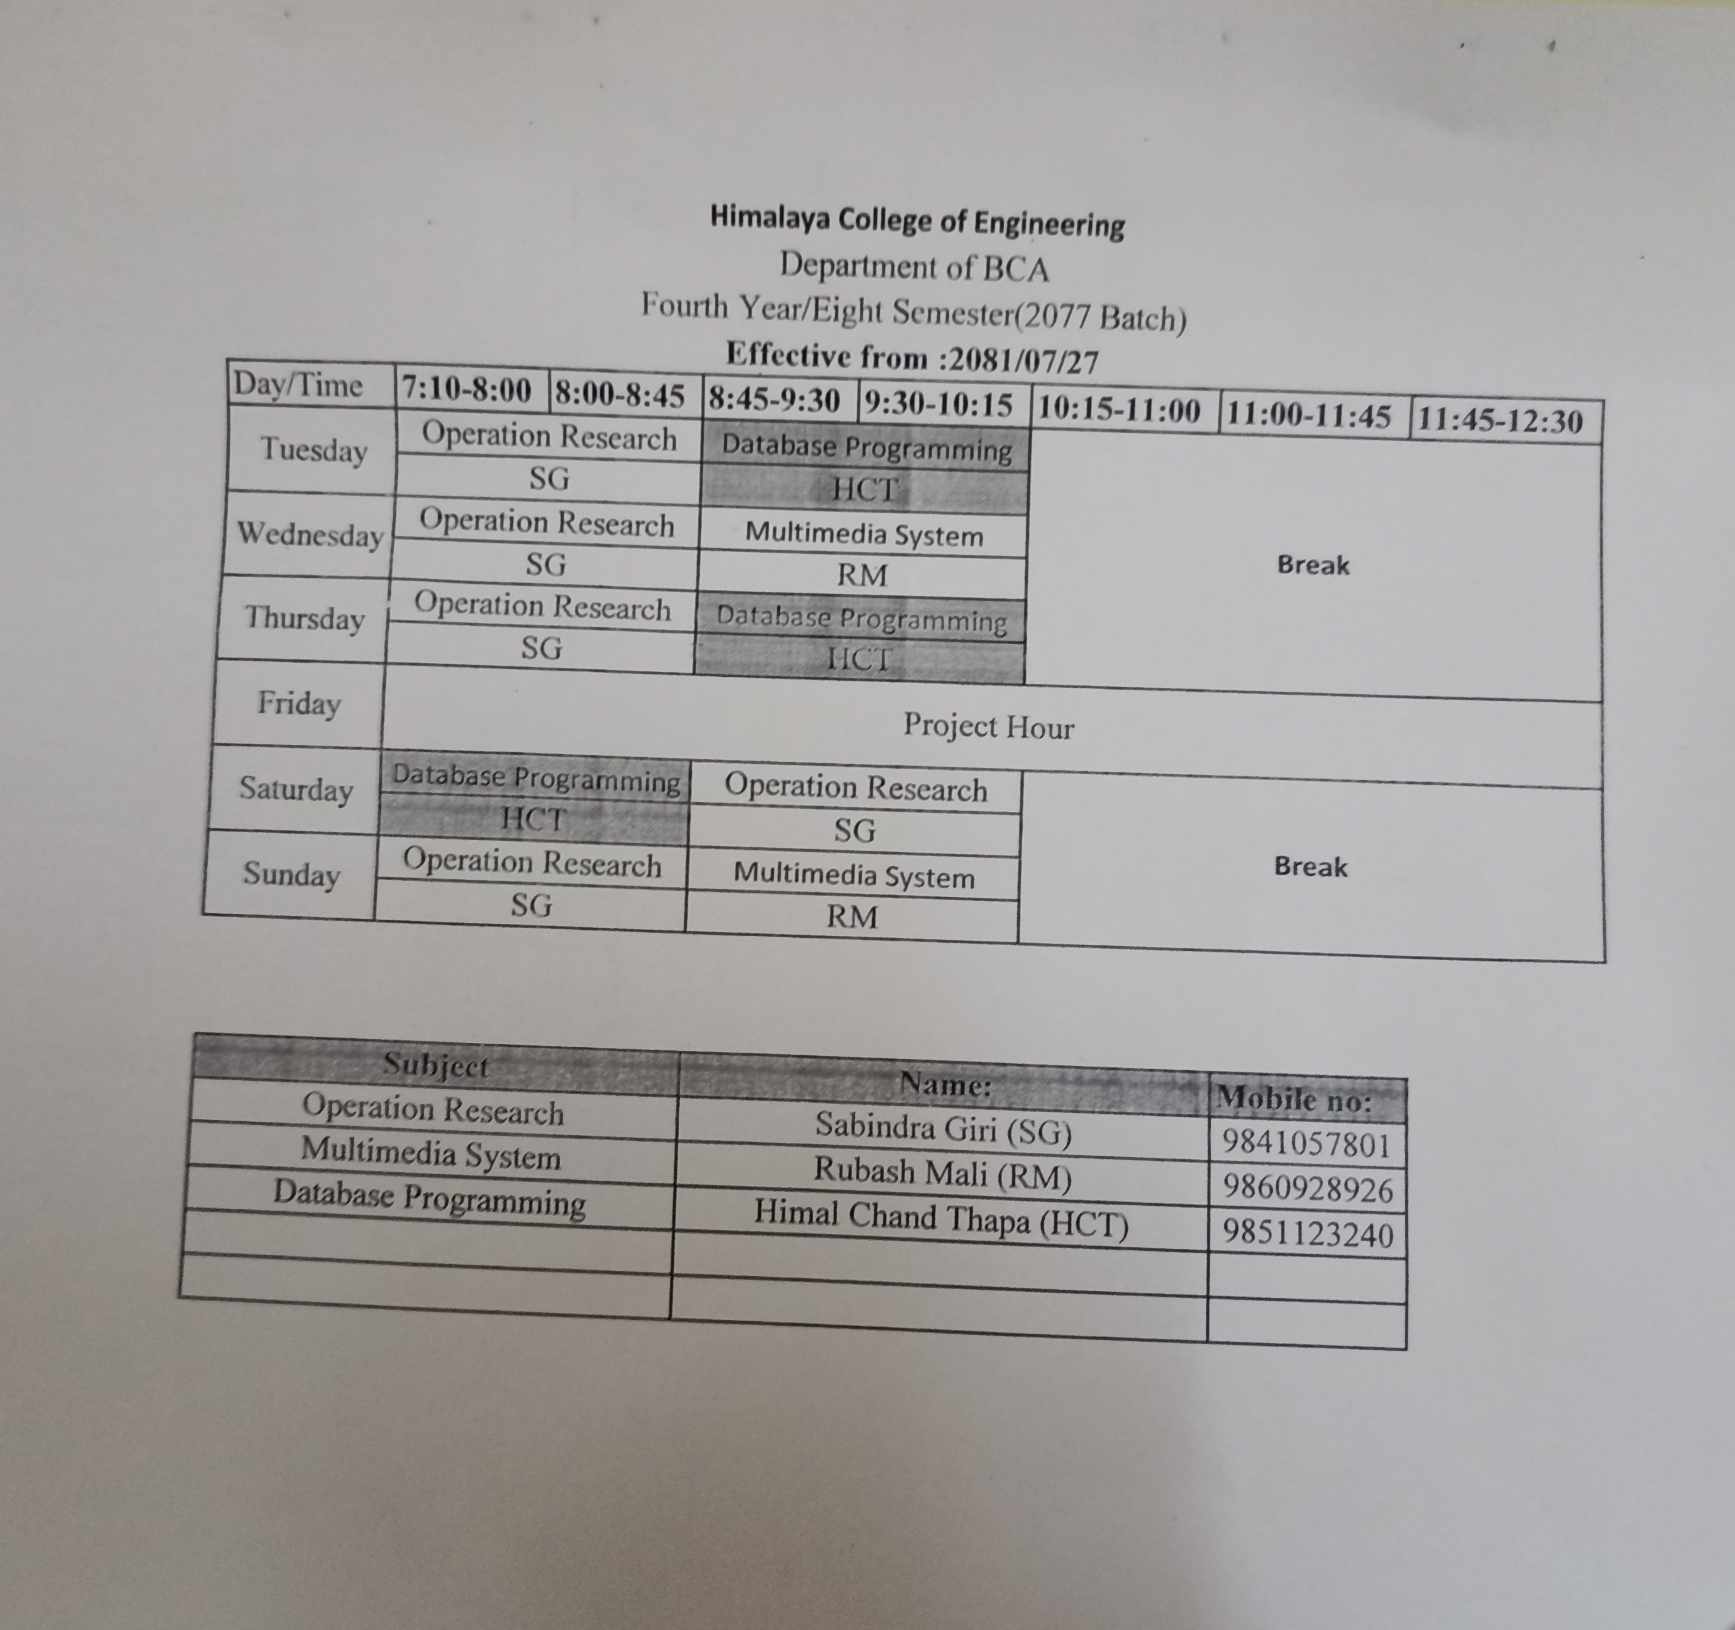 Himalaya College of Engineering
Department of BCA
Fourth Year/Eight Semester(2077 Batch)
Effective from :2081/07/27
Day/Time 7:10-8:00 8:00-8:45 8:45-9:30 9:30-10:15 10:15-11:00 11:00-11:45 11:45-12:30
Tuesday Operation Research Database Programming
SG HCT
Wednesday Operation Research Multimedia System Break
SG RM
Thursday Operation Research Database Programming
SG HCT
Friday Project Hour
Saturday Database Programming Operation Research
HCT SG
Sunday Operation Research Multimedia System Break
SG RM
Subject Name: Mobile no:
Operation Research Sabindra Giri (SG) 9841057801
Multimedia System Rubash Mali (RM) 9860928926
Database Programming Himal Chand Thapa (HCT) 9851123240